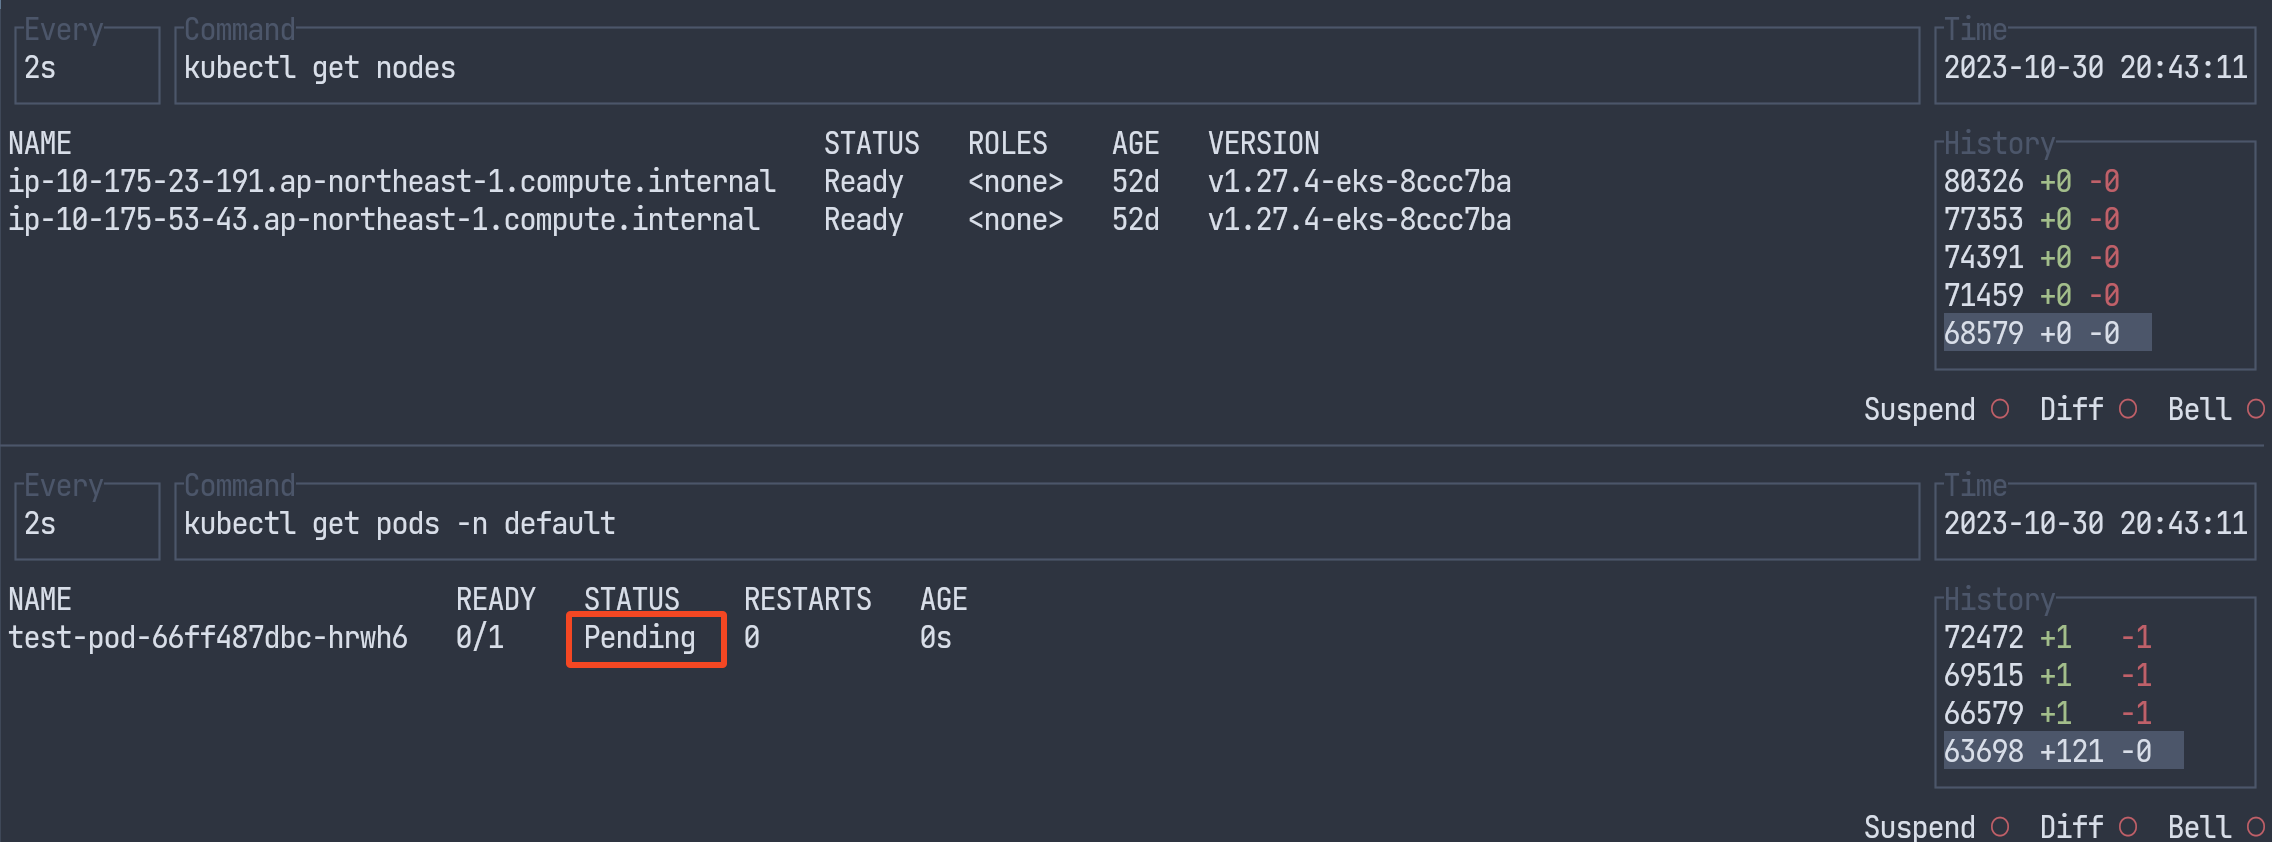 Every Command Time
2s kubectl get nodes 2023-10-30 20:43:11
NAME STATUS ROLES AGE VERSION
ip-10-175-23-191.ap-northeast-1.compute.internal Ready <none> 52d v1.27.4-eks-8ccc7ba
ip-10-175-53-43.ap-northeast-1.compute.internal Ready <none> 52d v1.27.4-eks-8ccc7ba
History
80326 +0 -0
77353 +0 -0
74391 +0 -0
71459 +0 -0
68579 +0 -0
Suspend Diff Bell
Every Command Time
2s kubectl get pods -n default 2023-10-30 20:43:11
NAME READY STATUS RESTARTS AGE
test-pod-66ff487dbc-hrwh6 0/1 Pending 0 0s
History
72472 +1 -1
69515 +1 -1
66579 +1 -1
63698 +121 -0
Suspend Diff Bell